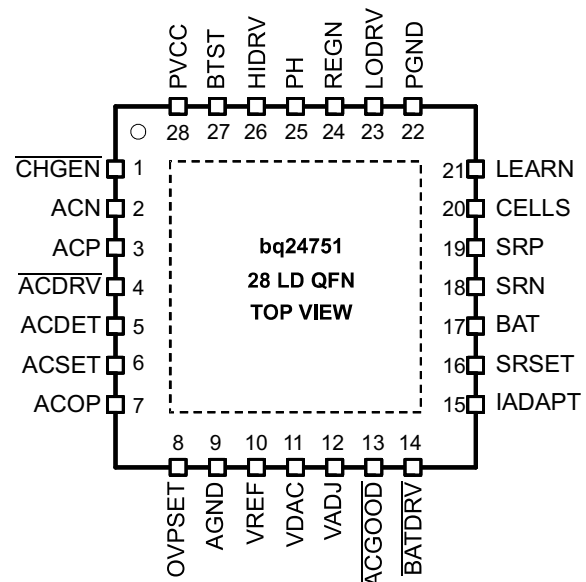 PVCC
BTST
HIDRV
PH
REGN
LODRV
PGND
28 27 26 25 24 23 22
CHGEN 1
ACN 2
ACP 3
ACDRV 4
ACDET 5
ACSET 6
ACOP 7
bq24751
28 LD QFN
TOP VIEW
21 LEARN
20 CELLS
19 SRP
18 SRN
17 BAT
16 SRSET
15 IADAPT
8 9 10 11 12 13 14
OVPSET
AGND
VREF
VDAC
VADJ
ACGOOD
BATDRV